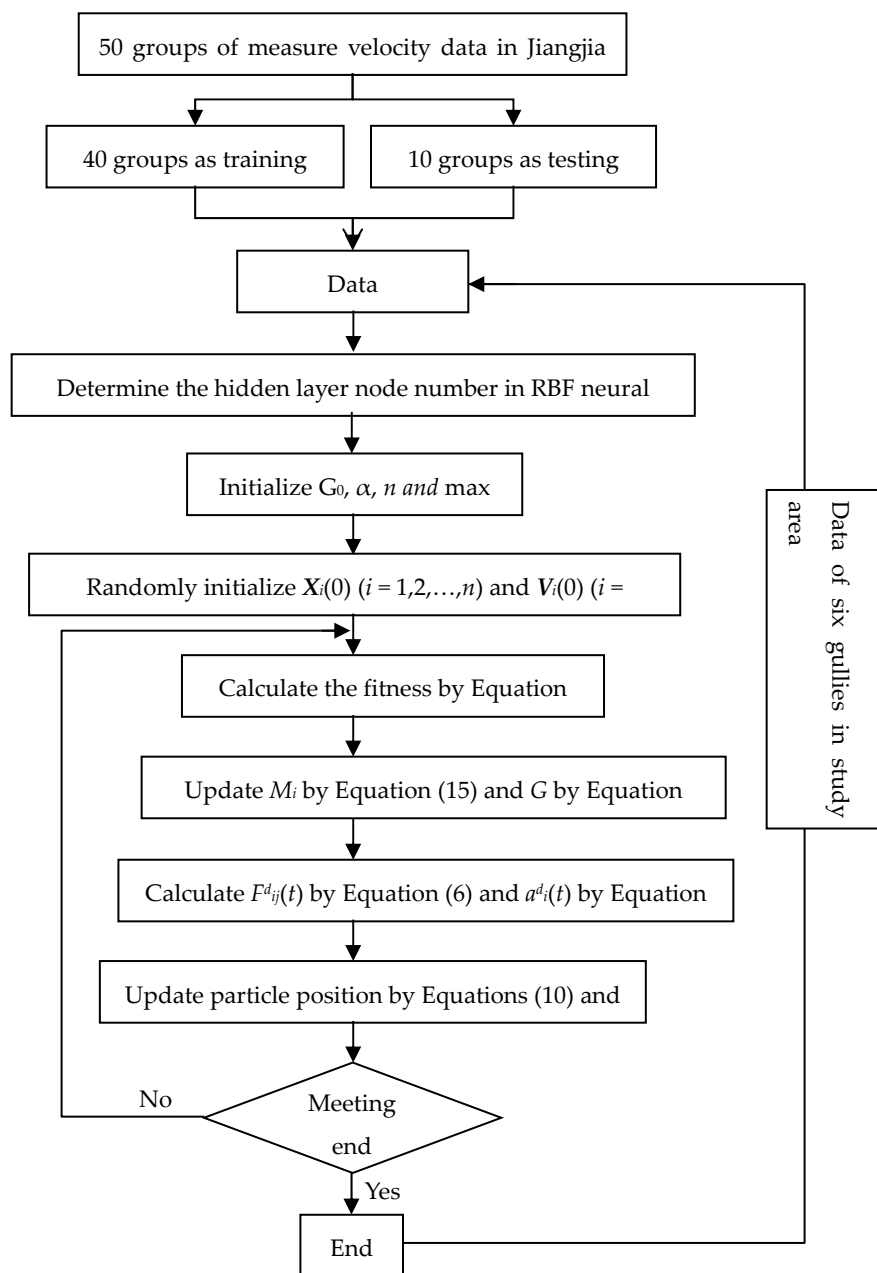 50 groups of measure velocity data in Jiangjia
40 groups as training
10 groups as testing
Data
Determine the hidden layer node number in RBF neural
Initialize G₀, α, n and max
Randomly initialize Xᵢ(0) (i = 1,2,…,n) and Vᵢ(0) (i =
Calculate the fitness by Equation
Update Mᵢ by Equation (15) and G by Equation
Calculate Fᵈᵢⱼ(t) by Equation (6) and aᵈᵢ(t) by Equation
Update particle position by Equations (10) and
No
Meeting
end
Yes
End
Data of six gullies in study
area